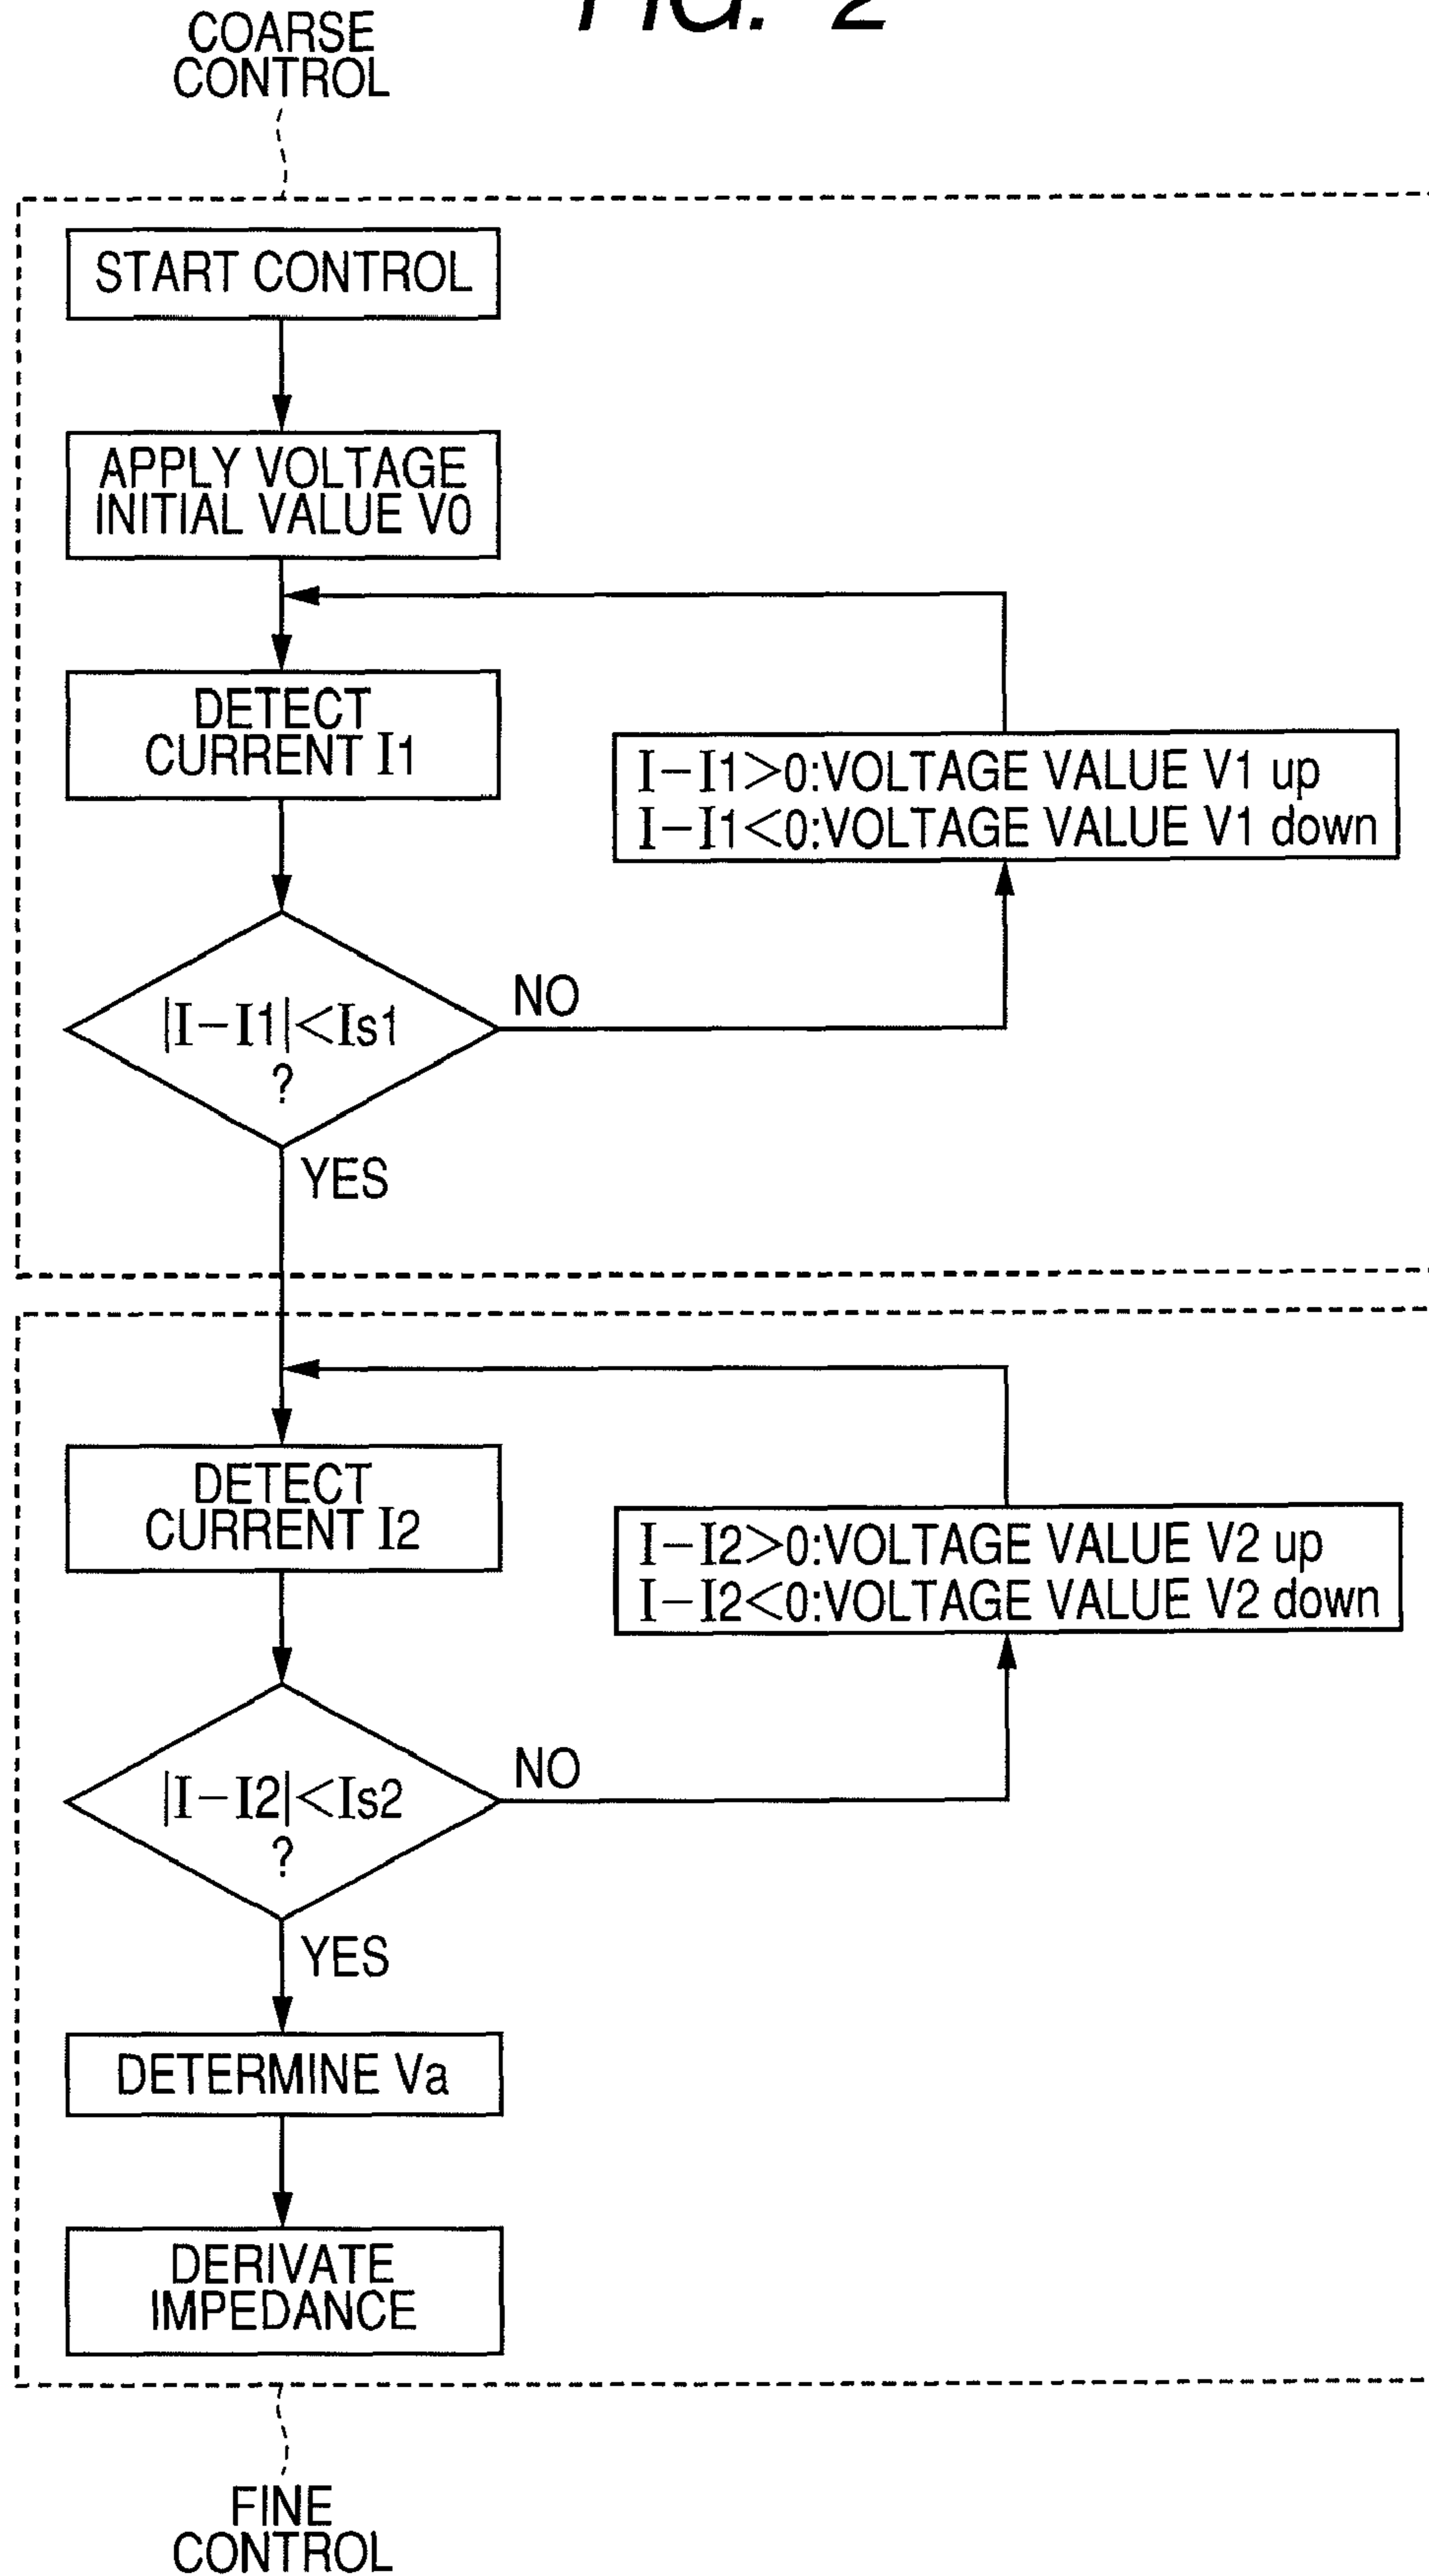 FIG. 2
COARSE
CONTROL
START CONTROL
APPLY VOLTAGE
INITIAL VALUE V0
DETECT
CURRENT I1
I-I1>0:VOLTAGE VALUE V1 up
I-I1<0:VOLTAGE VALUE V1 down
|I-I1|<Is1
?
NO
YES
DETECT
CURRENT I2
I-I2>0:VOLTAGE VALUE V2 up
I-I2<0:VOLTAGE VALUE V2 down
|I-I2|<Is2
?
NO
YES
DETERMINE Va
DERIVATE
IMPEDANCE
FINE
CONTROL